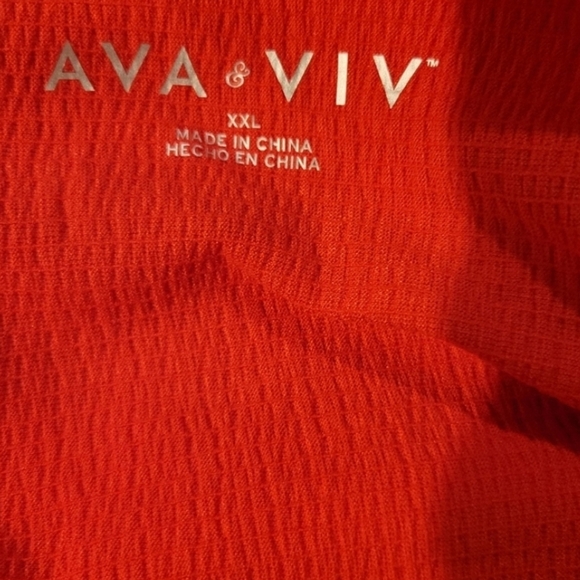 AVA & VIV™
XXL
MADE IN CHINA
HECHO EN CHINA